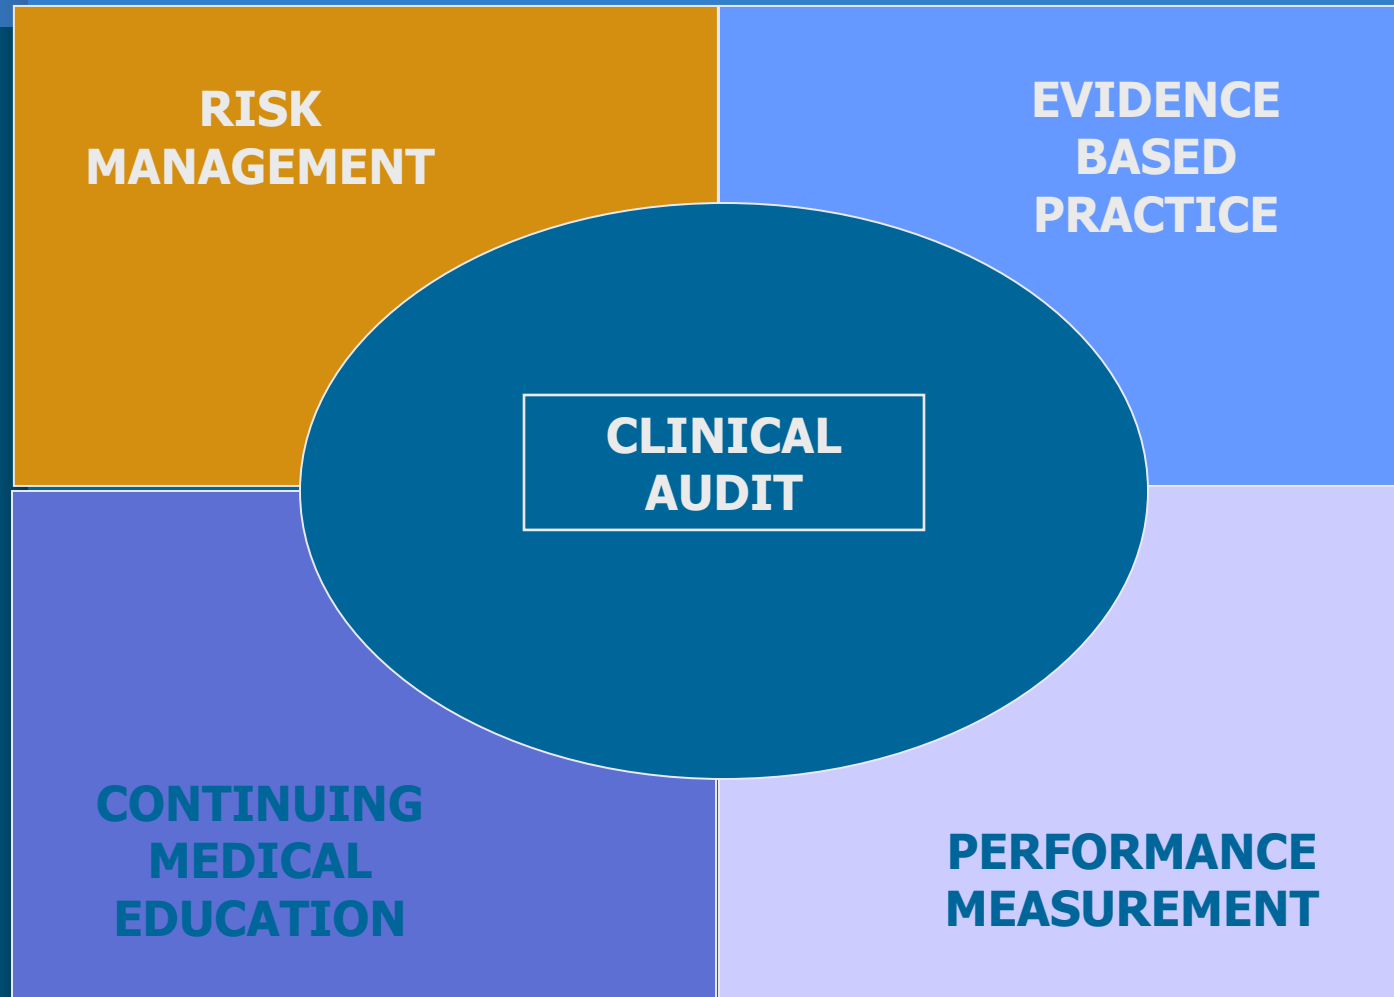 RISK
MANAGEMENT
EVIDENCE
BASED
PRACTICE
CLINICAL
AUDIT
CONTINUING
MEDICAL
EDUCATION
PERFORMANCE
MEASUREMENT